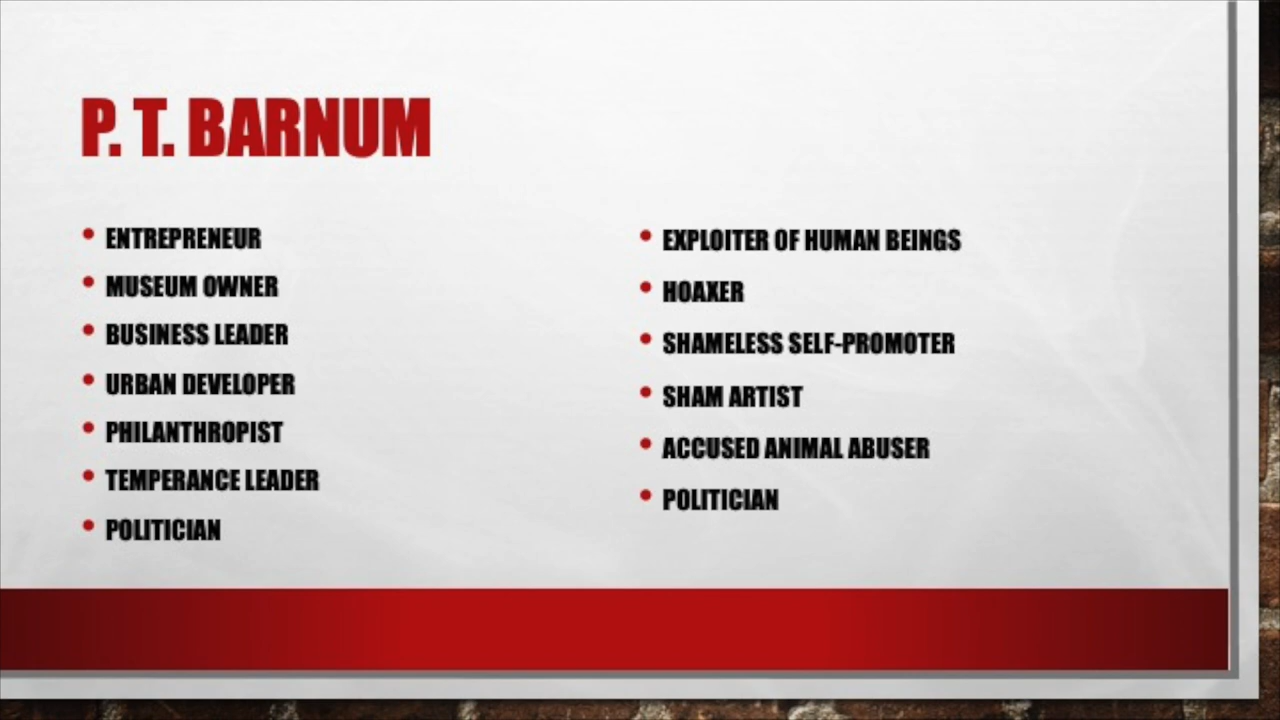 P. T. BARNUM
• ENTREPRENEUR
• MUSEUM OWNER
• BUSINESS LEADER
• URBAN DEVELOPER
• PHILANTHROPIST
• TEMPERANCE LEADER
• POLITICIAN
• EXPLOITER OF HUMAN BEINGS
• HOAXER
• SHAMELESS SELF-PROMOTER
• SHAM ARTIST
• ACCUSED ANIMAL ABUSER
• POLITICIAN